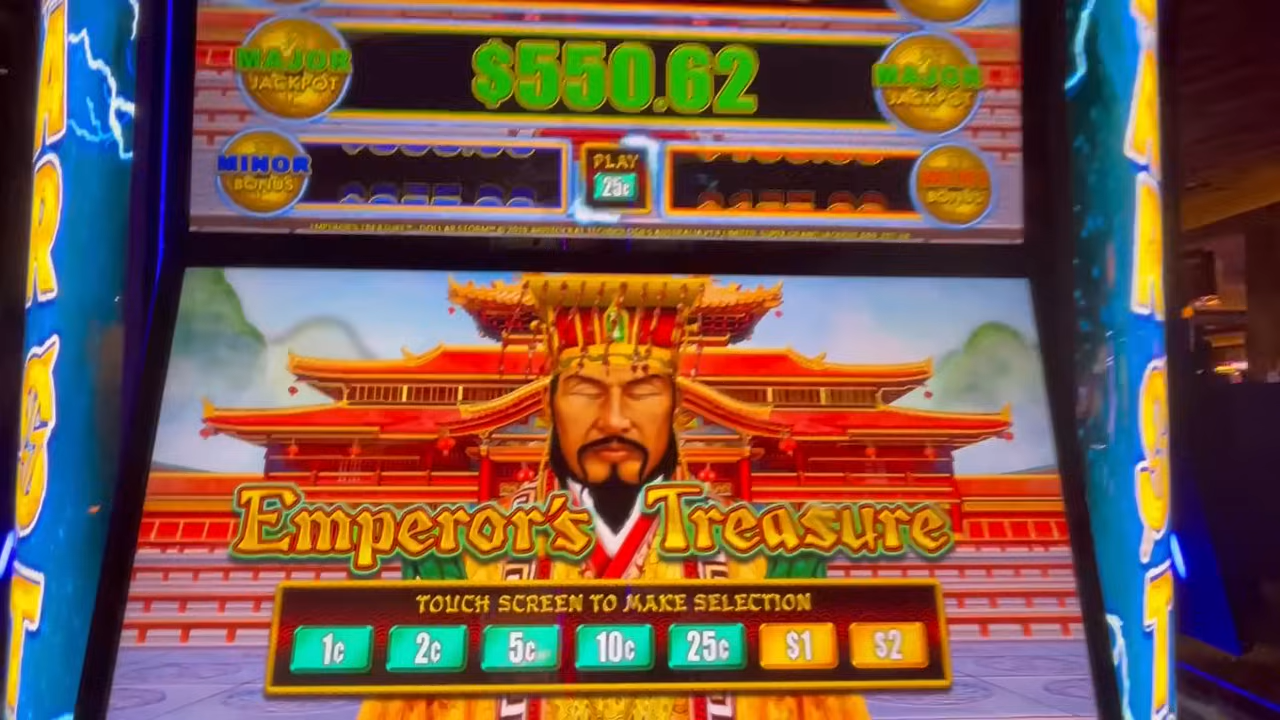 MAJOR JACKPOT $550.62 MAJOR JACKPOT
MINOR BONUS PLAY 25¢ BONUS
Emperor's Treasure
TOUCH SCREEN TO MAKE SELECTION
1¢ 2¢ 5¢ 10¢ 25¢ $1 $2